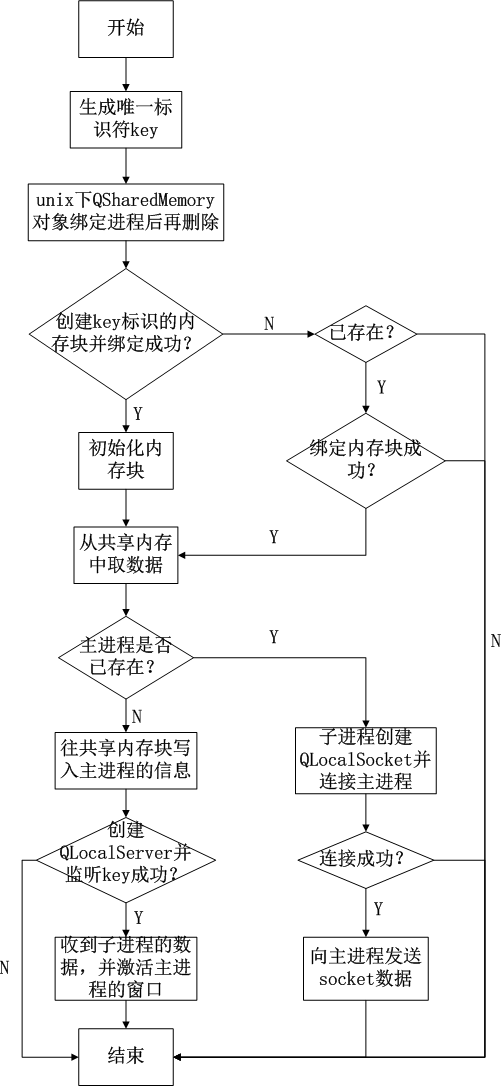 开始
生成唯一标
识符key
unix下QSharedMemory
对象绑定进程后再删除
创建key标识的内
存块并绑定成功？
N
已存在？
Y
Y
初始化内
存块
绑定内存块成
功？
从共享内存
中取数据
Y
主进程是否
已存在？
Y
N
N
往共享内存块写
入主进程的信息
子进程创建
QLocalSocket并
连接主进程
创建
QLocalServer并
监听key成功？
连接成功？
Y
Y
N
收到子进程的数
据，并激活主进
程的窗口
向主进程发送
socket数据
结束